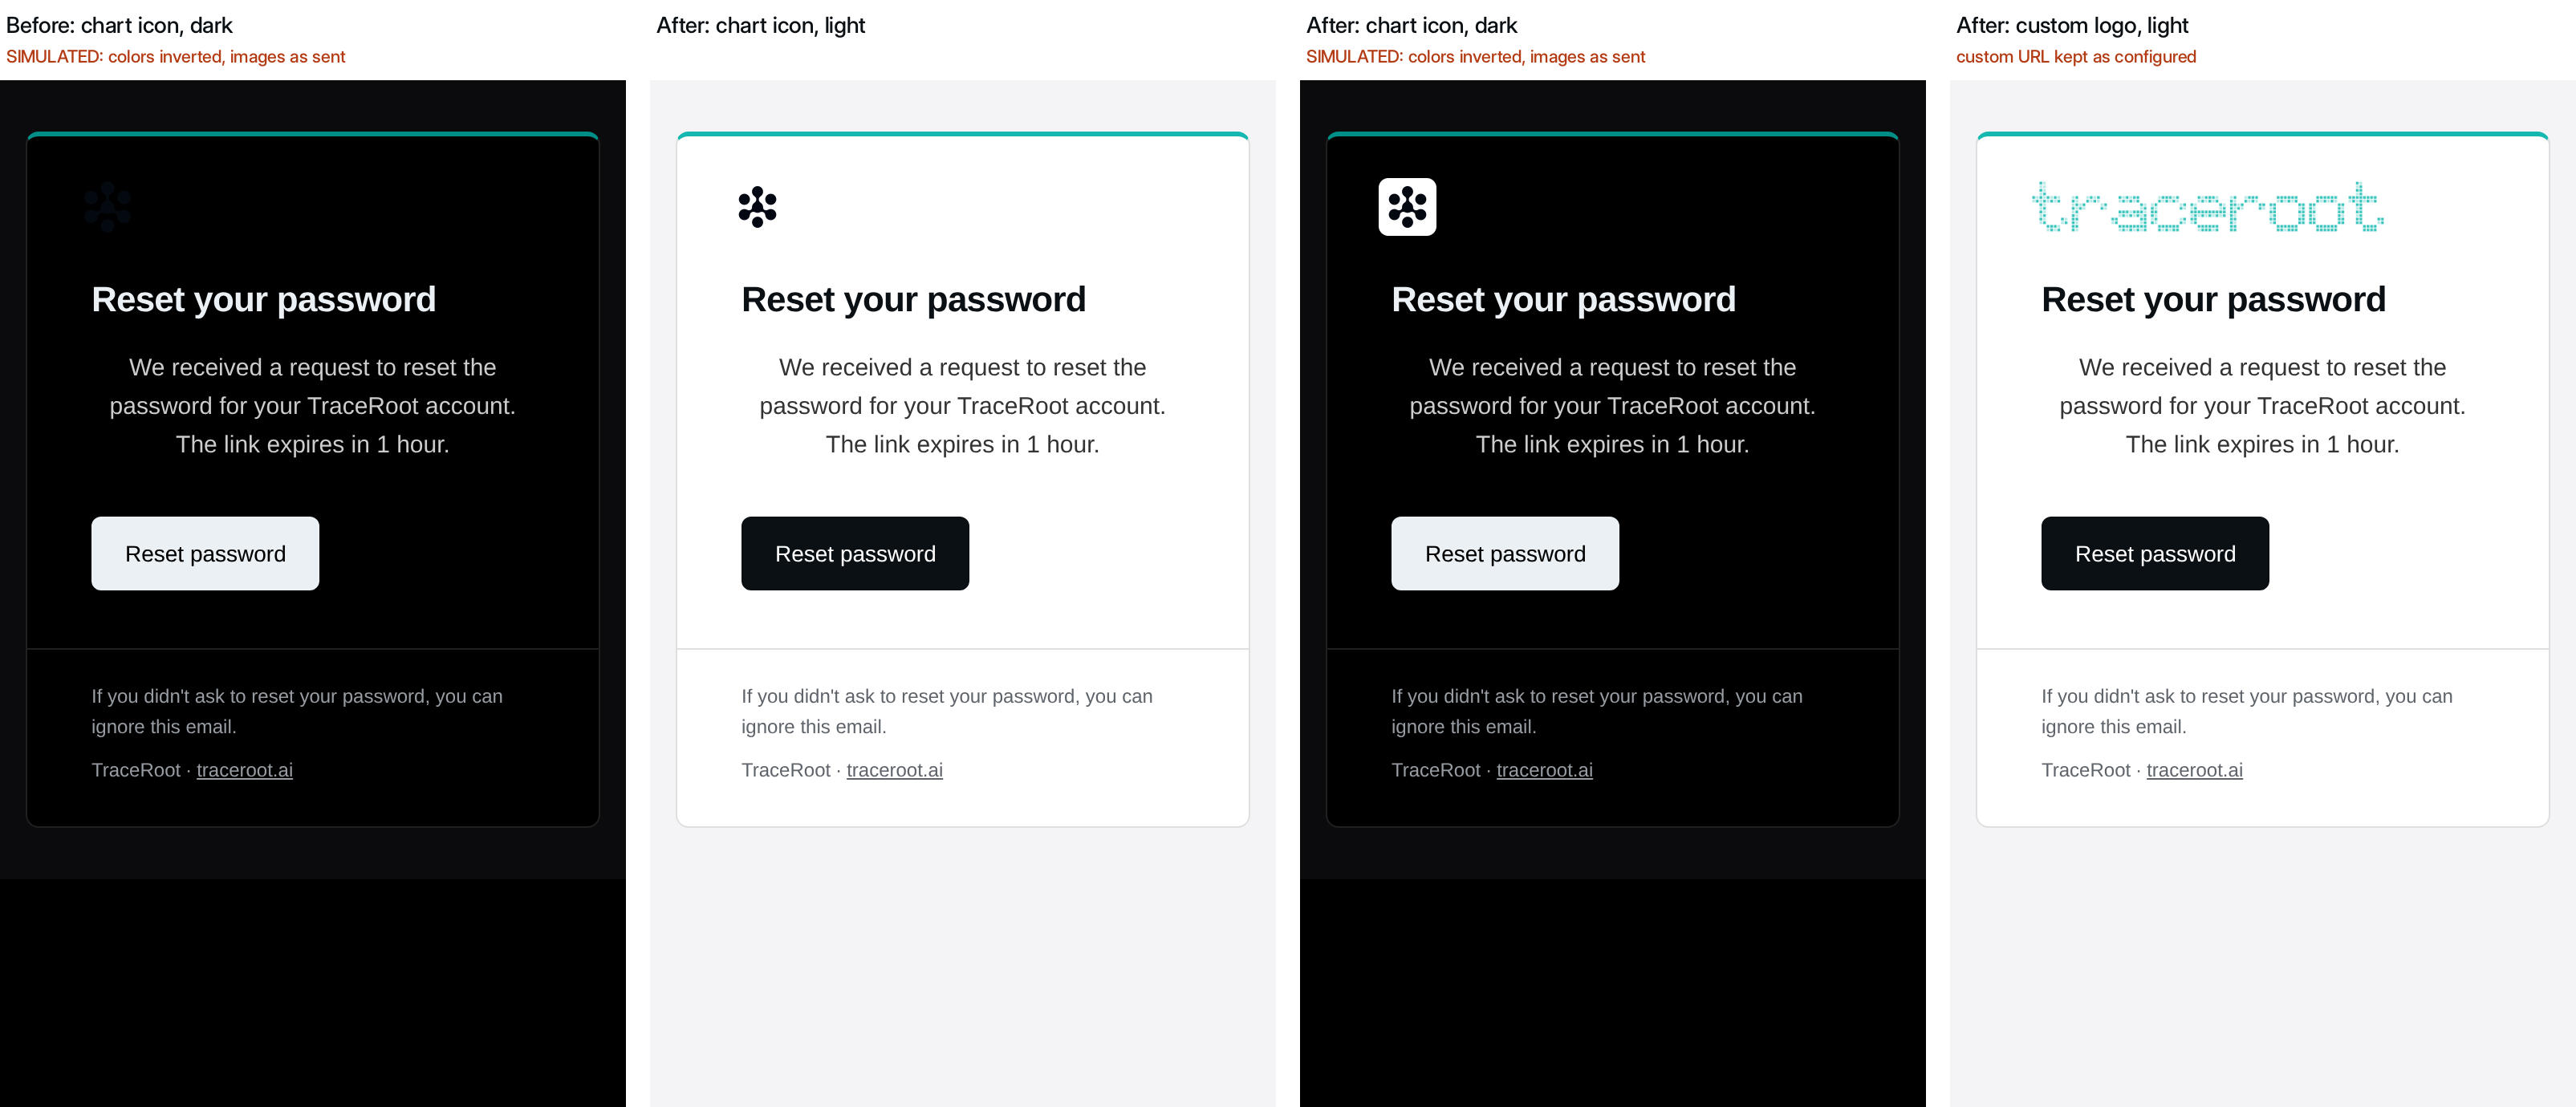 Before: chart icon, dark
SIMULATED: colors inverted, images as sent
Reset your password
We received a request to reset the
password for your TraceRoot account.
The link expires in 1 hour.
Reset password
If you didn't ask to reset your password, you can
ignore this email.
TraceRoot · traceroot.ai
After: chart icon, light
Reset your password
We received a request to reset the
password for your TraceRoot account.
The link expires in 1 hour.
Reset password
If you didn't ask to reset your password, you can
ignore this email.
TraceRoot · traceroot.ai
After: chart icon, dark
SIMULATED: colors inverted, images as sent
Reset your password
We received a request to reset the
password for your TraceRoot account.
The link expires in 1 hour.
Reset password
If you didn't ask to reset your password, you can
ignore this email.
TraceRoot · traceroot.ai
After: custom logo, light
custom URL kept as configured
traceroot
Reset your password
We received a request to reset the
password for your TraceRoot account.
The link expires in 1 hour.
Reset password
If you didn't ask to reset your password, you can
ignore this email.
TraceRoot · traceroot.ai